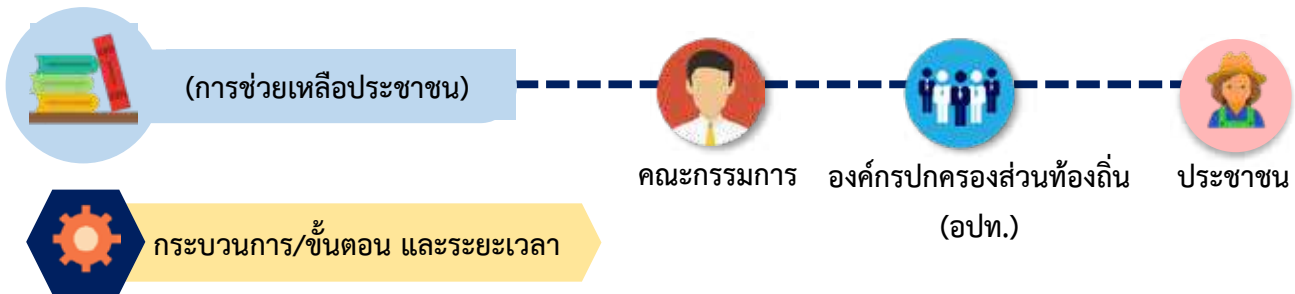 (การช่วยเหลือประชาชน)
คณะกรรมการ
องค์กรปกครองส่วนท้องถิ่น
(อปท.)
ประชาชน
กระบวนการ/ขั้นตอน และระยะเวลา